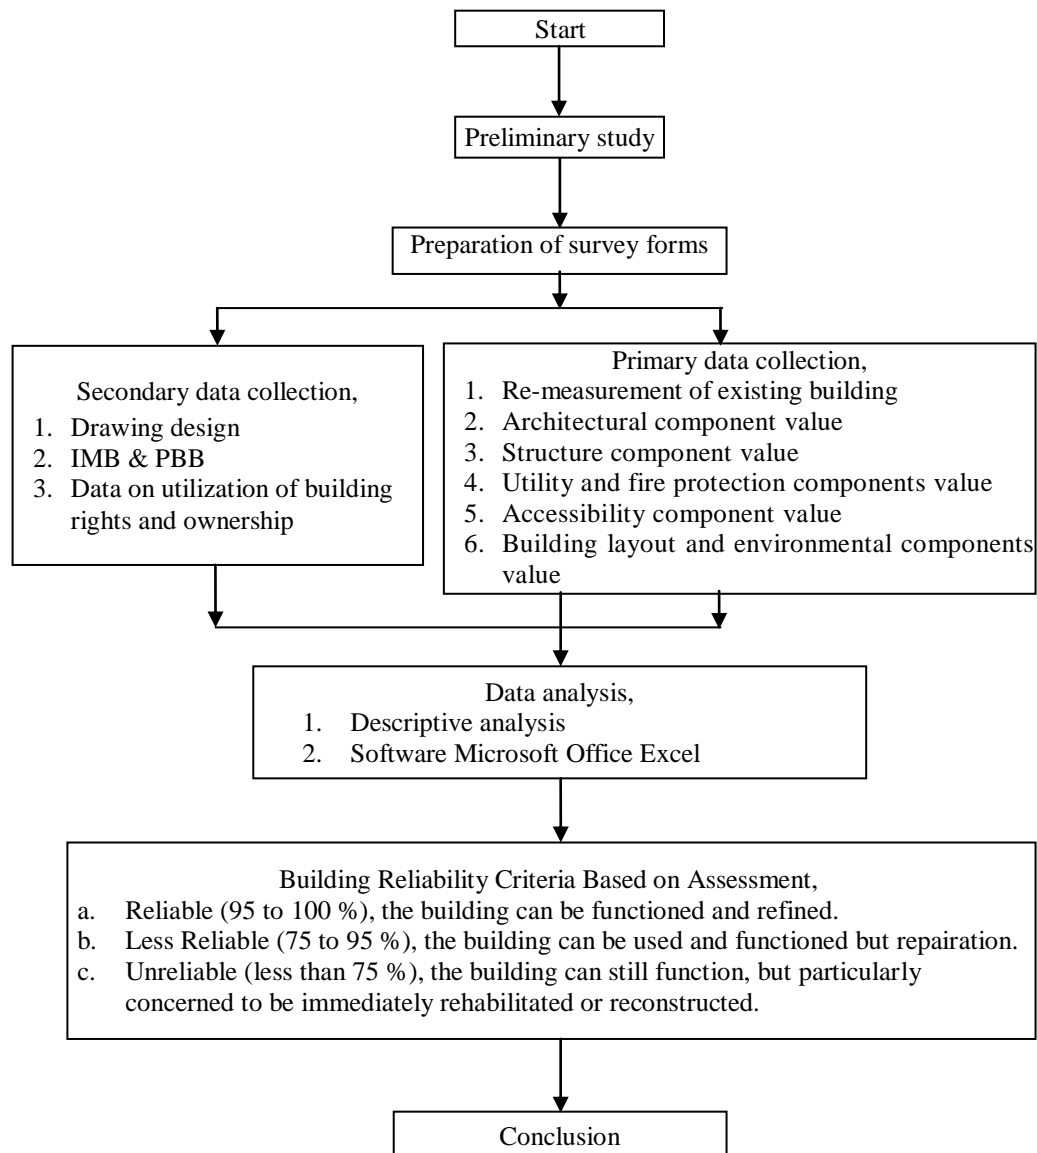 Start
Preliminary study
Preparation of survey forms
Secondary data collection,
1. Drawing design
2. IMB & PBB
3. Data on utilization of building
rights and ownership
Primary data collection,
1. Re-measurement of existing building
2. Architectural component value
3. Structure component value
4. Utility and fire protection components value
5. Accessibility component value
6. Building layout and environmental components
value
Data analysis,
1. Descriptive analysis
2. Software Microsoft Office Excel
Building Reliability Criteria Based on Assessment,
a. Reliable (95 to 100 %), the building can be functioned and refined.
b. Less Reliable (75 to 95 %), the building can be used and functioned but repairation.
c. Unreliable (less than 75 %), the building can still function, but particularly
concerned to be immediately rehabilitated or reconstructed.
Conclusion